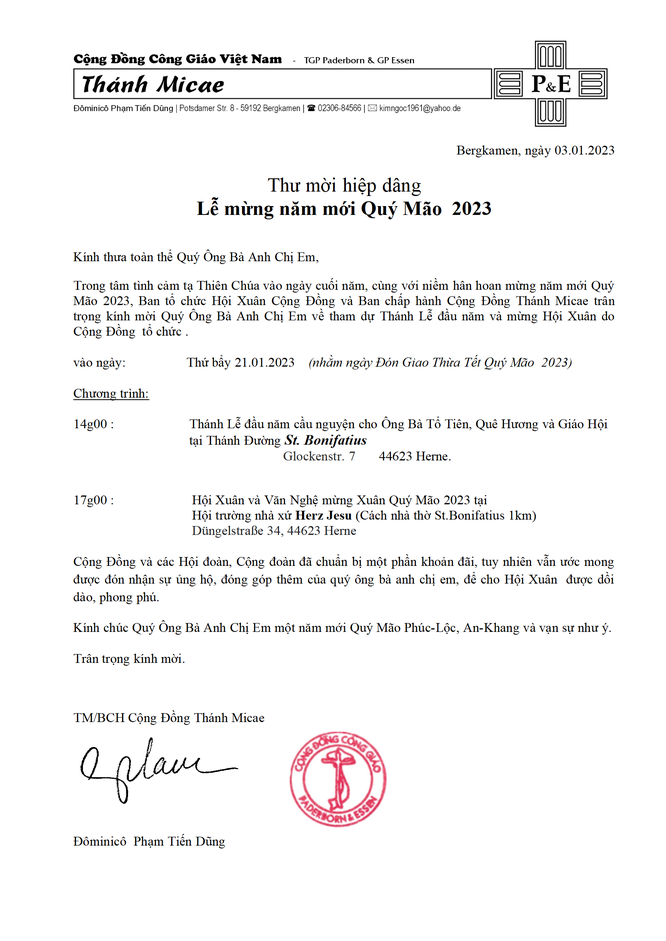 Cộng Đồng Công Giáo Việt Nam - TGP Paderborn & GP Essen
Thánh Micae
P&E
Đôminicô Phạm Tiến Dũng | Potsdamer Str. 8 - 59192 Bergkamen | ☎ 02306-84566 | ✉ kimngoc1961@yahoo.de
Bergkamen, ngày 03.01.2023
Thư mời hiệp dâng
Lễ mừng năm mới Quý Mão 2023
Kính thưa toàn thể Quý Ông Bà Anh Chị Em,
Trong tâm tình cảm tạ Thiên Chúa vào ngày cuối năm, cùng với niềm hân hoan mừng năm mới Quý
Mão 2023, Ban tổ chức Hội Xuân Cộng Đồng và Ban chấp hành Cộng Đồng Thánh Micae trân
trọng kính mời Quý Ông Bà Anh Chị Em về tham dự Thánh Lễ đầu năm và mừng Hội Xuân do
Cộng Đồng tổ chức .
vào ngày: Thứ bẩy 21.01.2023 (nhằm ngày Đón Giao Thừa Tết Quý Mão 2023)
Chương trình:
14g00 : Thánh Lễ đầu năm cầu nguyện cho Ông Bà Tổ Tiên, Quê Hương và Giáo Hội
tại Thánh Đường St. Bonifatius
Glockenstr. 7 44623 Herne.
17g00 : Hội Xuân và Văn Nghệ mừng Xuân Quý Mão 2023 tại
Hội trường nhà xứ Herz Jesu (Cách nhà thờ St.Bonifatius 1km)
Düngelstraße 34, 44623 Herne
Cộng Đồng và các Hội đoàn, Cộng đoàn đã chuẩn bị một phần khoản đãi, tuy nhiên vẫn ước mong
được đón nhận sự ủng hộ, đóng góp thêm của quý ông bà anh chị em, để cho Hội Xuân được dồi
dào, phong phú.
Kính chúc Quý Ông Bà Anh Chị Em một năm mới Quý Mão Phúc-Lộc, An-Khang và vạn sự như ý.
Trân trọng kính mời.
TM/BCH Cộng Đồng Thánh Micae
CỘNG ĐỒNG CÔNG GIÁO
PADERBORN & ESSEN
Đôminicô Phạm Tiến Dũng